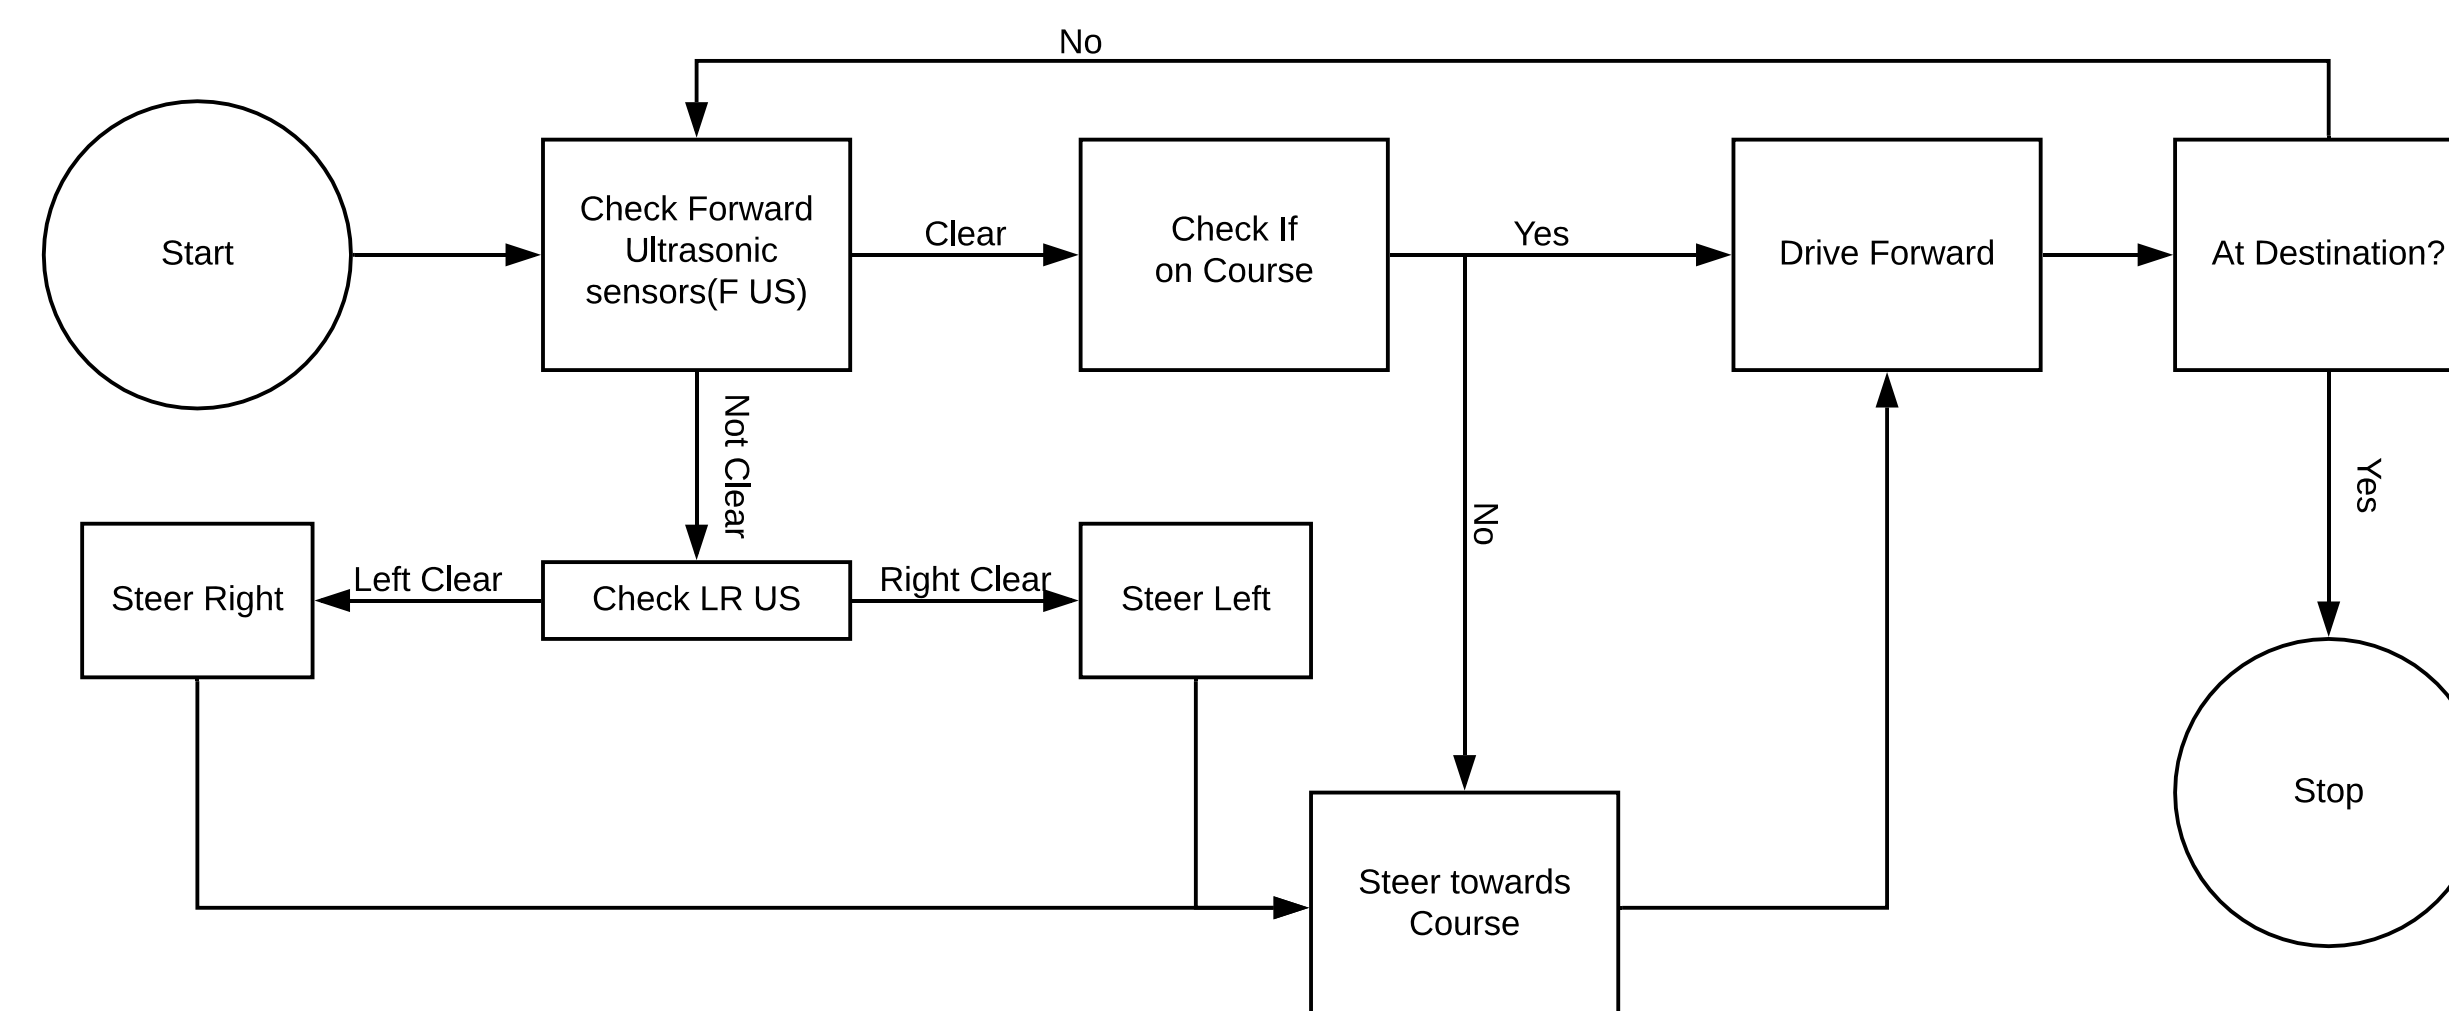 No
Start
Check Forward
Ultrasonic
sensors(F US)
Clear
Check If
on Course
Yes
Drive Forward
At Destination?
Not Clear
No
Yes
Steer Right
Left Clear
Check LR US
Right Clear
Steer Left
Steer towards
Course
Stop